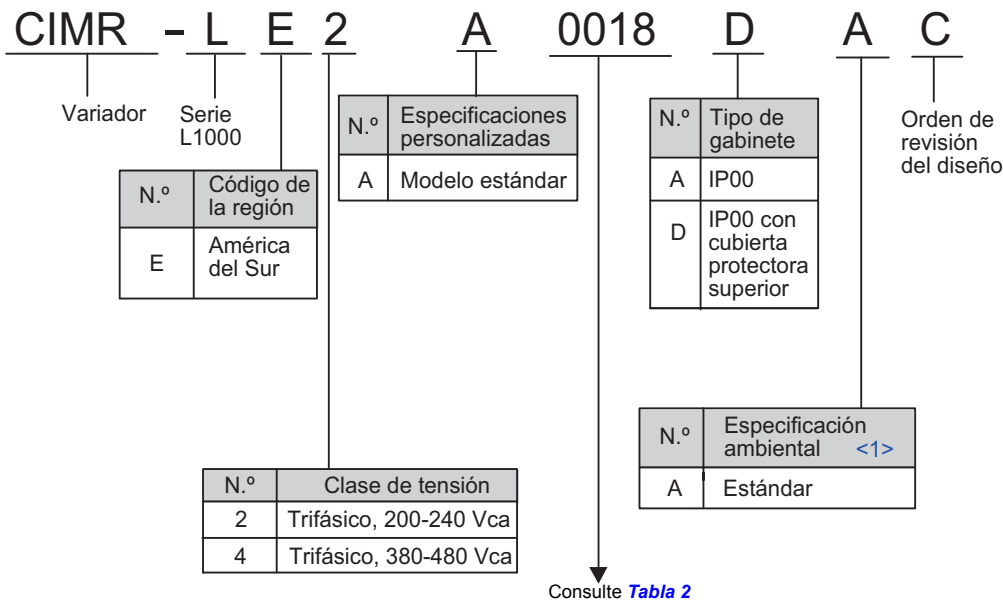 CIMR - L E 2 A 0018 D A C
Variador
Serie
L1000
Orden de
revisión
del diseño
N.º Especificaciones
personalizadas
A Modelo estándar
N.º Tipo de
gabinete
A IP00
D IP00 con
cubierta
protectora
superior
N.º Código de
la región
E América
del Sur
N.º Especificación
ambiental <1>
A Estándar
N.º Clase de tensión
2 Trifásico, 200-240 Vca
4 Trifásico, 380-480 Vca
Consulte Tabla 2